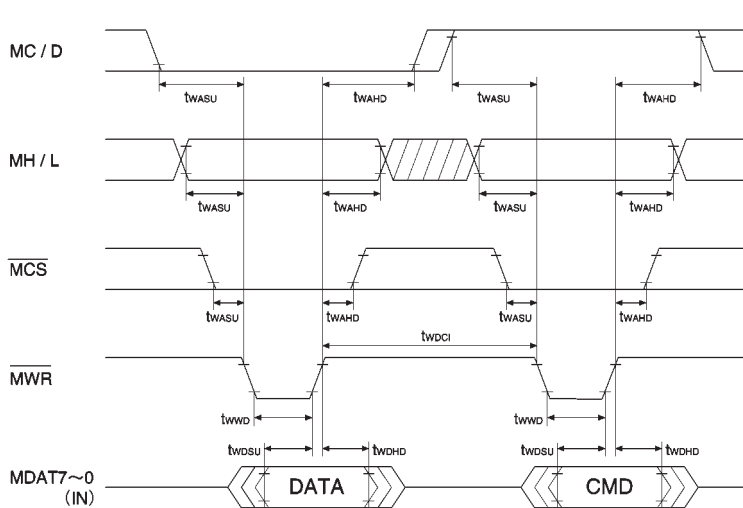 MC / D
tWASU tWAHD tWASU tWAHD
MH / L
tWASU tWAHD tWASU tWAHD
MCS
tWASU tWAHD tWASU tWAHD
tWDCI
MWR
tWWD tWWD
tWDSU tWDHD tWDSU tWDHD
MDAT7～0
(IN)
DATA CMD